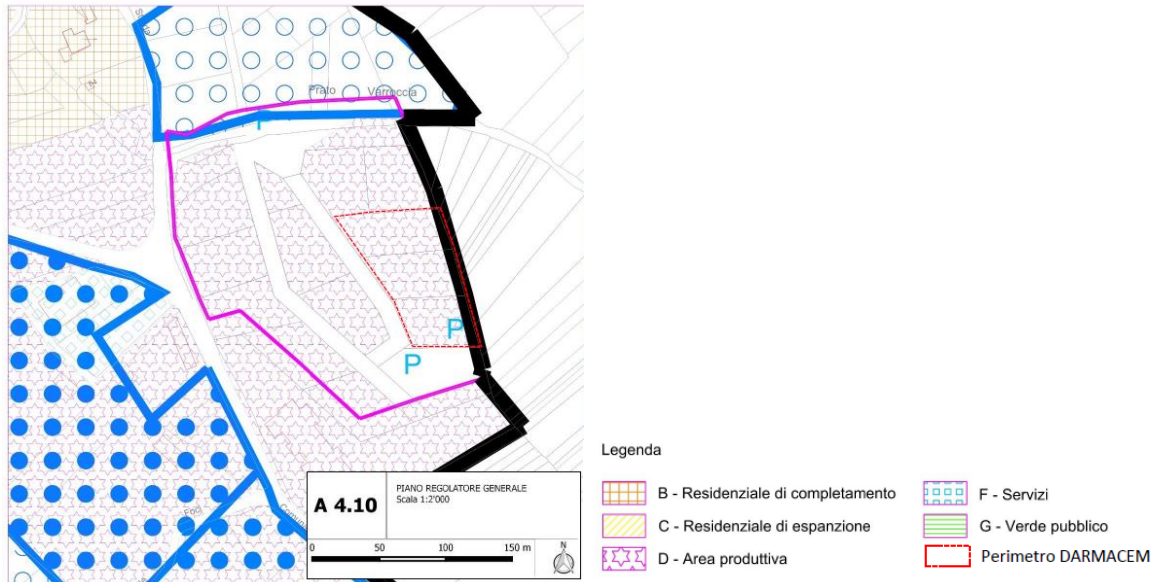 Prato Varroccia
P
P
P
Foci
A 4.10
PIANO REGOLATORE GENERALE
Scala 1:2'000
0 50 100 150 m
N
Legenda
B - Residenziale di completamento
C - Residenziale di espanzione
D - Area produttiva
F - Servizi
G - Verde pubblico
Perimetro DARMACEM